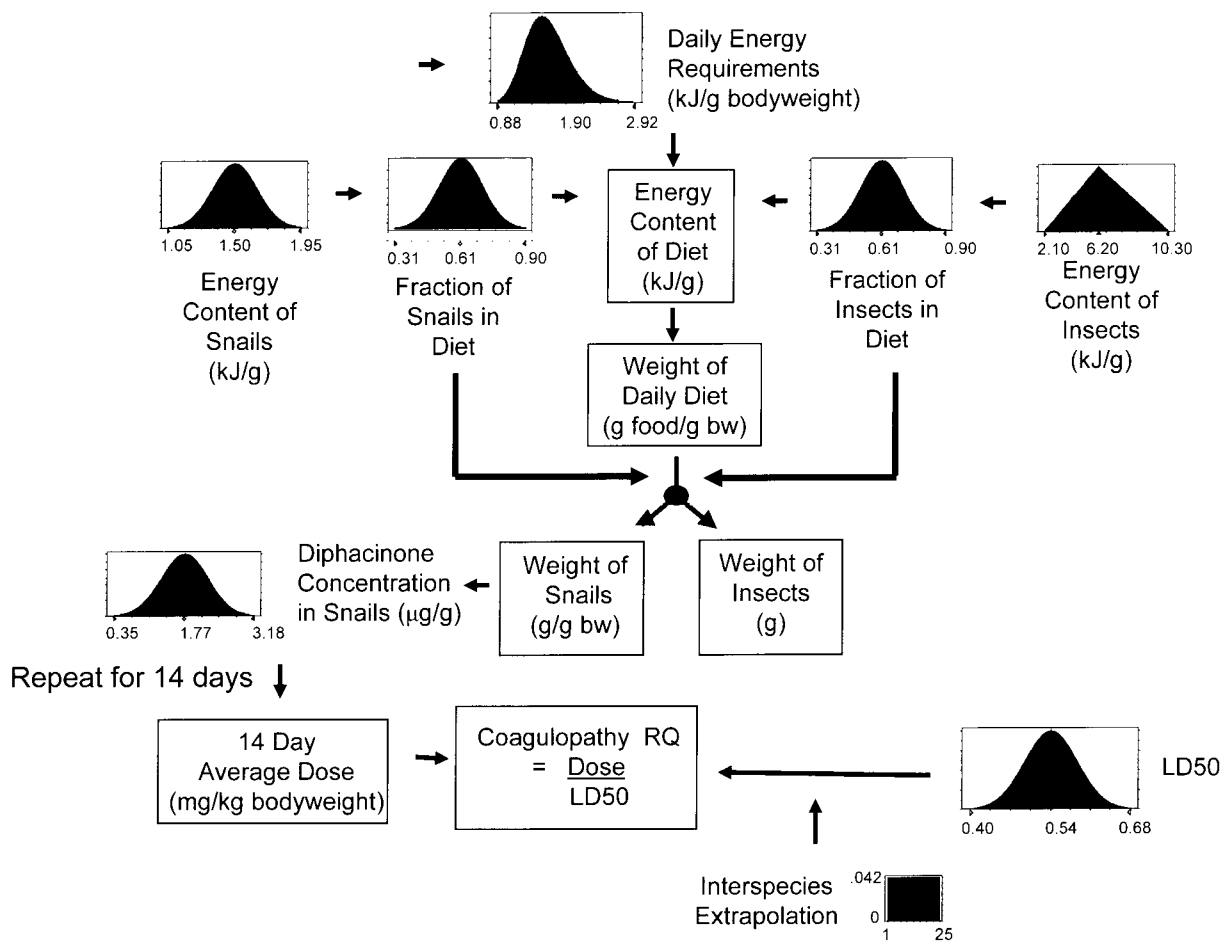 Daily Energy
Requirements
(kJ/g bodyweight)
0.88 1.90 2.92
1.05 1.50 1.95
Energy
Content of
Snails
(kJ/g)
0.31 0.61 0.90
Fraction of
Snails in
Diet
Energy
Content
of Diet
(kJ/g)
0.31 0.61 0.90
Fraction of
Insects in
Diet
2.10 6.20 10.30
Energy
Content of
Insects
(kJ/g)
Weight of
Daily Diet
(g food/g bw)
0.35 1.77 3.18
Diphacinone
Concentration
in Snails (μg/g)
Weight of
Snails
(g/g bw)
Weight of
Insects
(g)
Repeat for 14 days
14 Day
Average Dose
(mg/kg bodyweight)
Coagulopathy RQ
= Dose
LD50
0.40 0.54 0.68
LD50
Interspecies
Extrapolation
.042
0
1 25